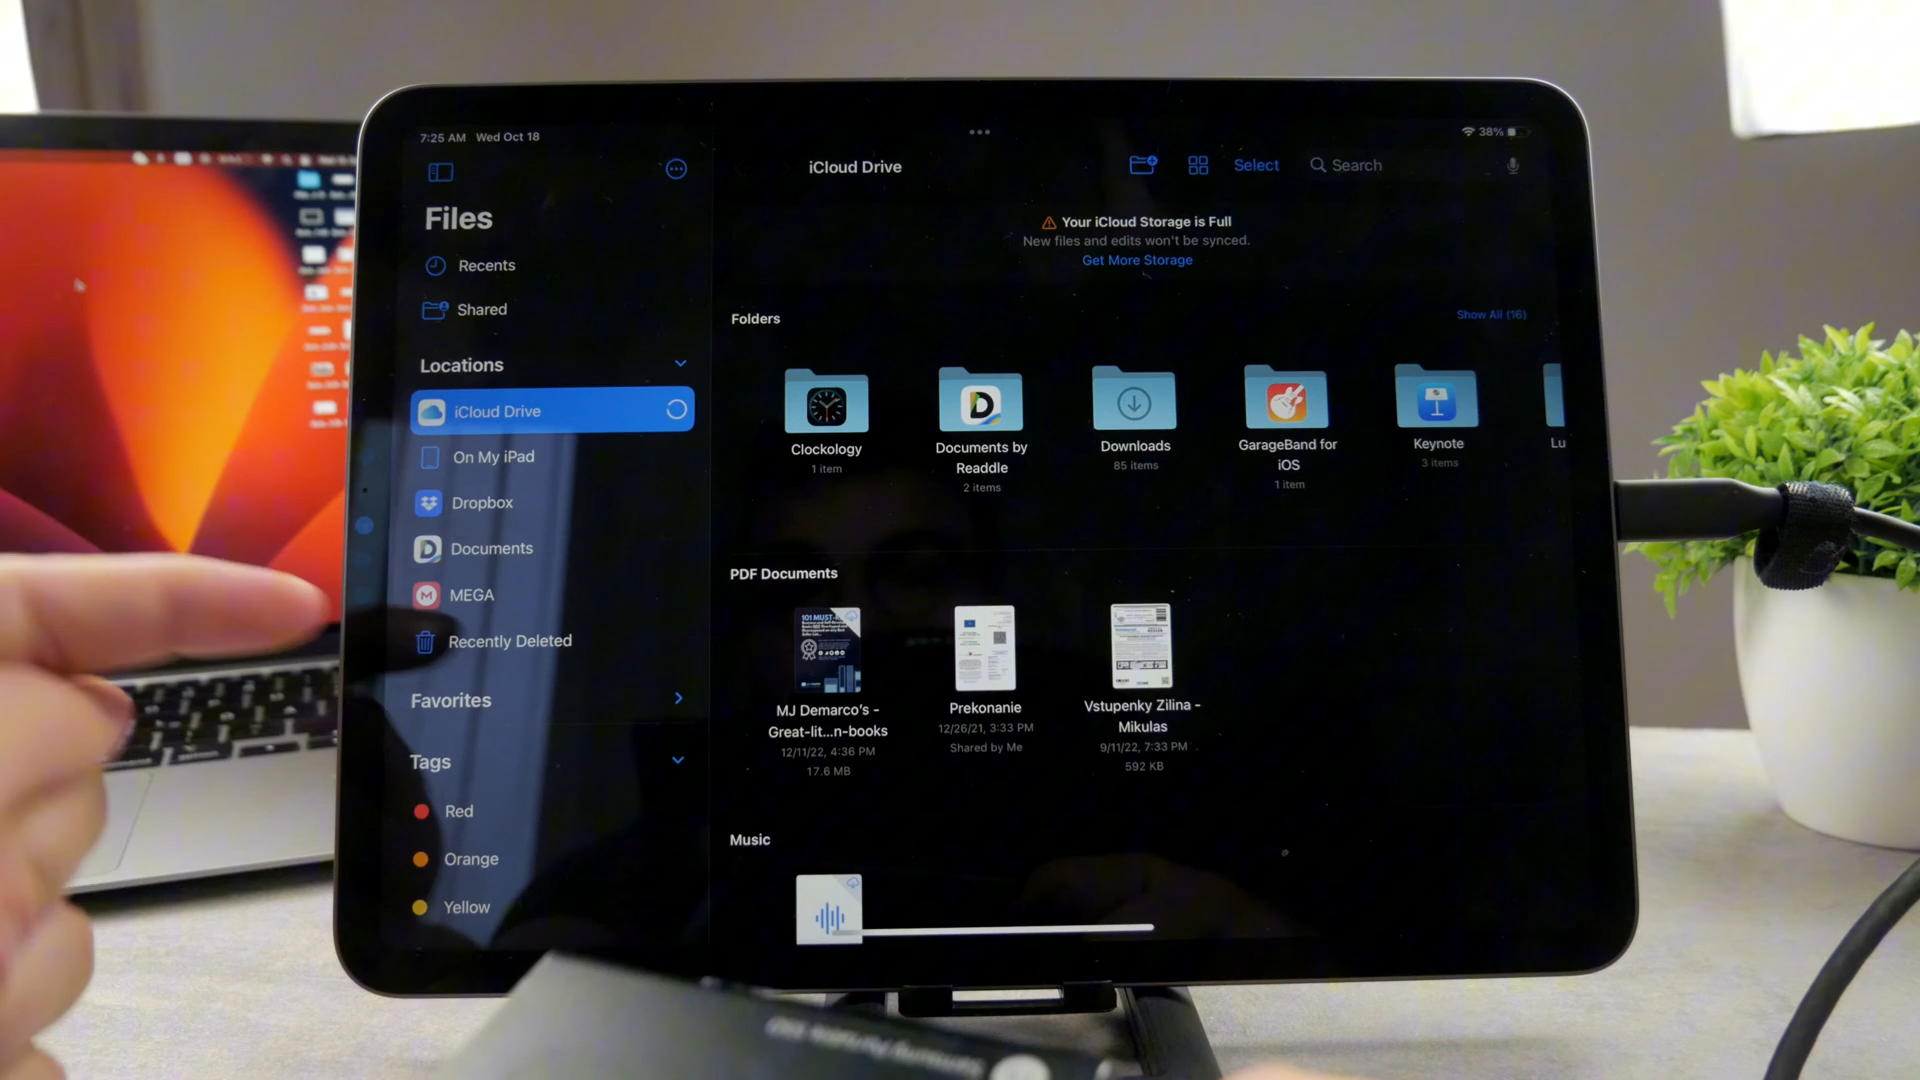 7:25 AM Wed Oct 18
38%
Files
Recents
Shared
Locations
iCloud Drive
On My iPad
Dropbox
Documents
MEGA
Recently Deleted
Favorites
Tags
Red
Orange
Yellow
iCloud Drive
Select
Search
Your iCloud Storage is Full
New files and edits won't be synced.
Get More Storage
Folders
Show All (16)
Clockology
1 item
Documents by
Readdle
2 items
Downloads
85 items
GarageBand for
iOS
1 item
Keynote
3 items
Lu
PDF Documents
101 MUST-
MJ Demarco's -
Great-lit...n-books
12/11/22, 4:36 PM
17.6 MB
Prekonanie
12/26/21, 3:33 PM
Shared by Me
Vstupenky Zilina -
Mikulas
9/11/22, 7:33 PM
592 KB
Music
Samsung Portable SSD